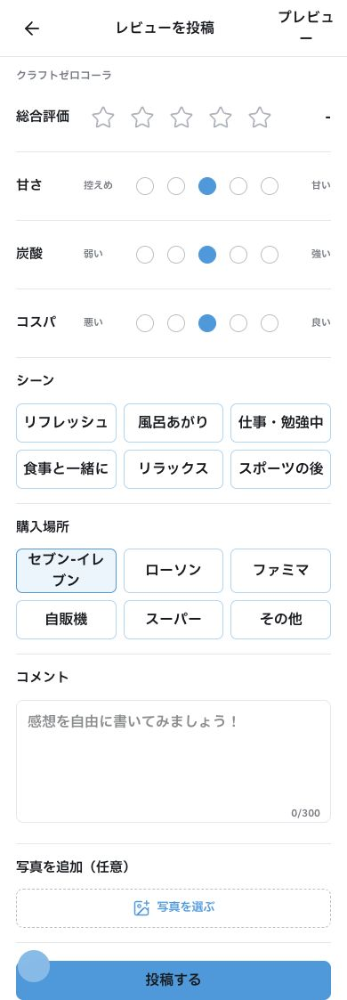 レビューを投稿
プレビュ
ー
クラフトゼロコーラ
総合評価 -
甘さ 控えめ 甘い
炭酸 弱い 強い
コスパ 悪い 良い
シーン
リフレッシュ 風呂あがり 仕事・勉強中
食事と一緒に リラックス スポーツの後
購入場所
セブン-イレ
ブン
ローソン ファミマ
自販機 スーパー その他
コメント
感想を自由に書いてみましょう！
0/300
写真を追加（任意）
写真を選ぶ
投稿する